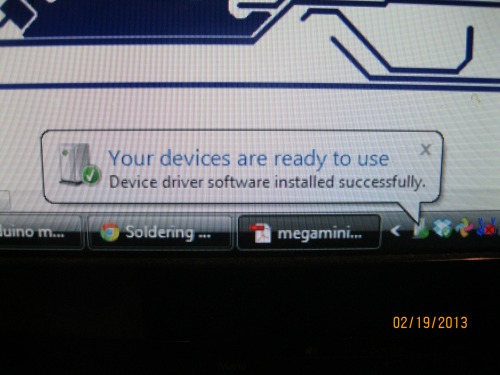 Your devices are ready to use
Device driver software installed successfully.
duino m...
Soldering ...
megamini...
02/19/2013